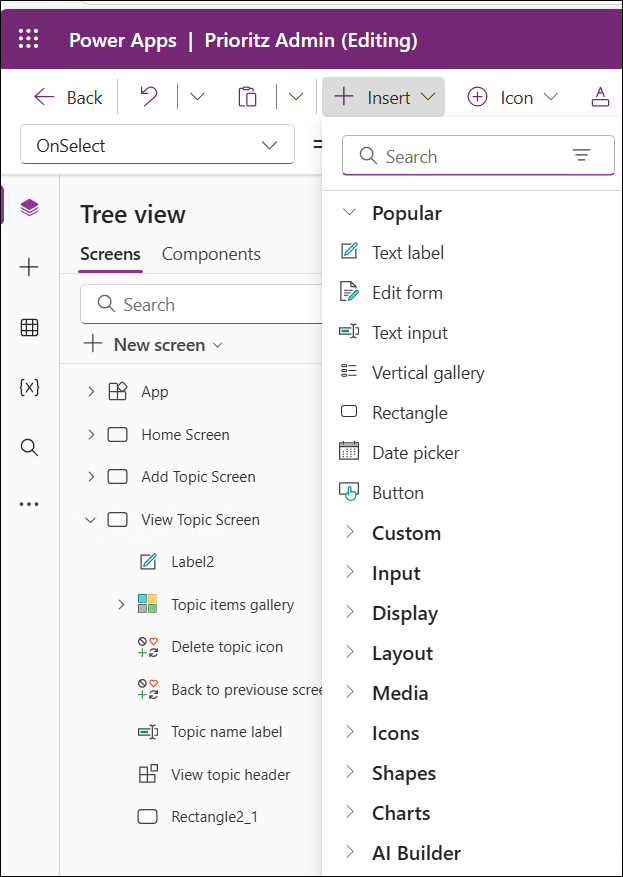 Power Apps | Prioritz Admin (Editing)
Back
Insert
Icon
OnSelect
=
Search
Tree view
Screens
Components
Search
New screen
App
Home Screen
Add Topic Screen
View Topic Screen
Label2
Topic items gallery
Delete topic icon
Back to previouse scree
Topic name label
View topic header
Rectangle2_1
Popular
Text label
Edit form
Text input
Vertical gallery
Rectangle
Date picker
Button
Custom
Input
Display
Layout
Media
Icons
Shapes
Charts
AI Builder